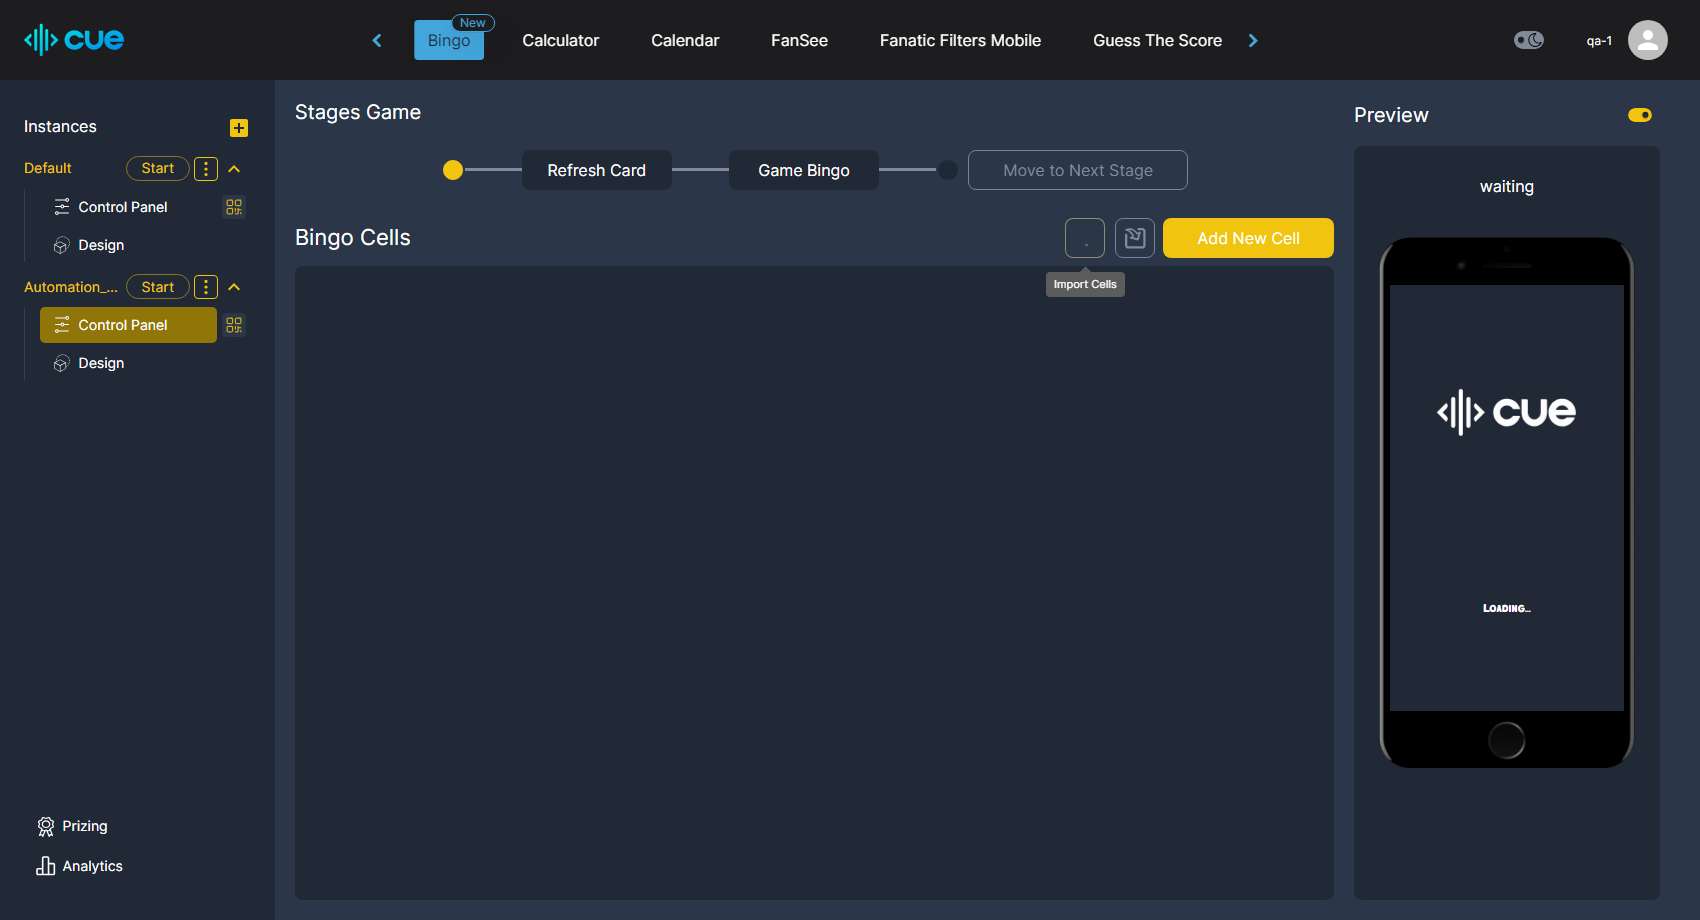 cue
Bingo
New
Calculator
Calendar
FanSee
Fanatic Filters Mobile
Guess The Score
qa-1
Instances
Default
Start
Control Panel
Design
Automation_...
Start
Control Panel
Design
Prizing
Analytics
Stages Game
Refresh Card
Game Bingo
Move to Next Stage
Bingo Cells
Add New Cell
Import Cells
Preview
waiting
cue
LOADING...